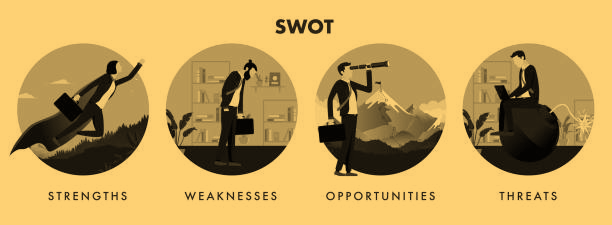 SWOT
STRENGTHS
WEAKNESSES
OPPORTUNITIES
THREATS